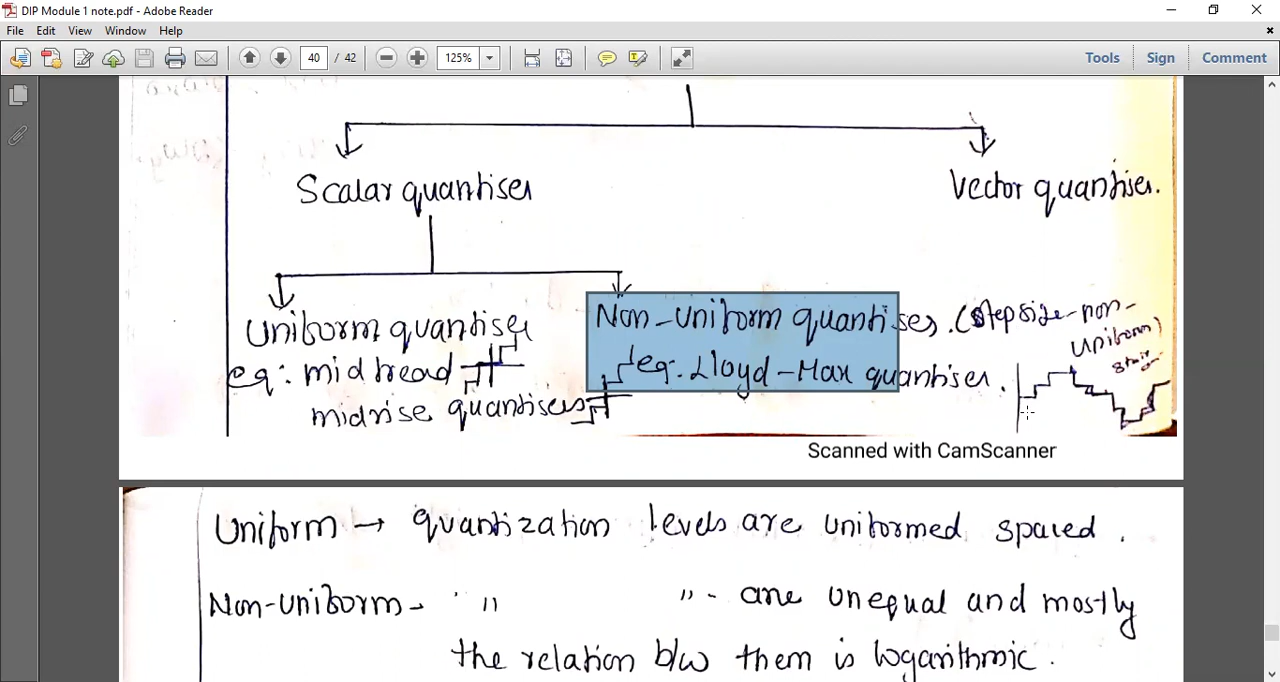 DIP Module 1 note.pdf - Adobe Reader
File Edit View Window Help
40 / 42 125% Tools Sign Comment
Scalar quantiser
Vector quantiser.
Uniform quantiser
Non-uniform quantises. (Stepsize-non-
uniform)
eg: midtread
eg. Lloyd-Max quantiser.
midrise quantisers
Scanned with CamScanner
Uniform → quantization levels are uniformed spaced.
Non-uniform - " " - are unequal and mostly
the relation b/w them is logarithmic.